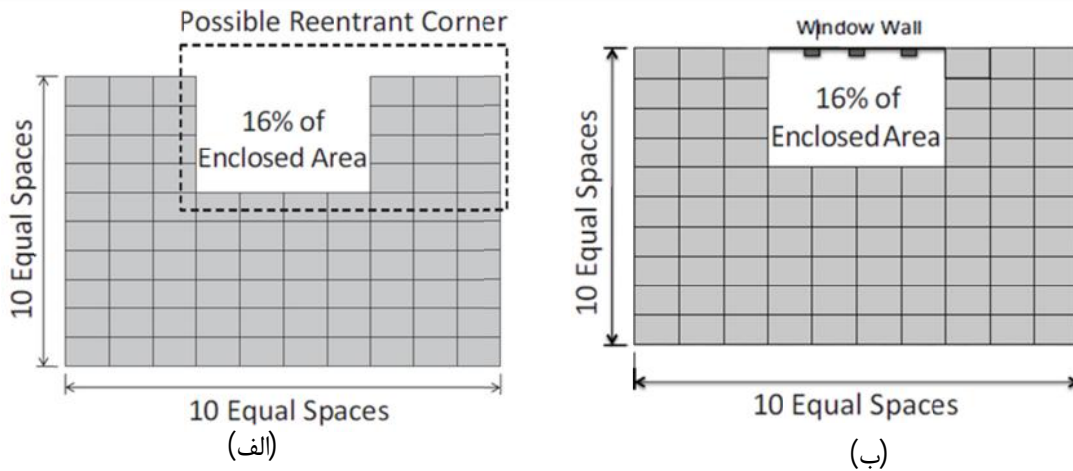 Possible Reentrant Corner
16% of
Enclosed Area
10 Equal Spaces
10 Equal Spaces
(الف)
Window Wall
16% of
Enclosed Area
10 Equal Spaces
10 Equal Spaces
(ب)